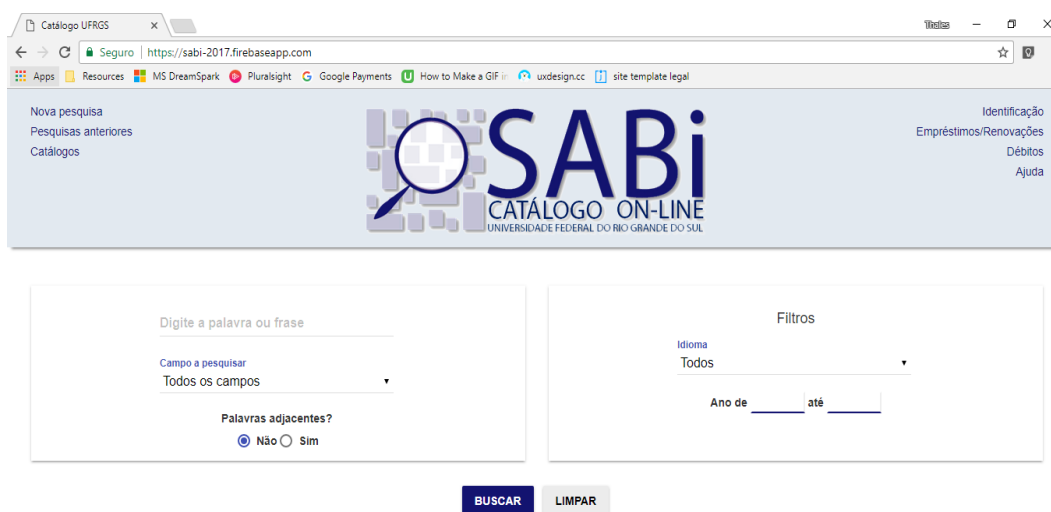 Catálogo UFRGS
Thales
Seguro | https://sabi-2017.firebaseapp.com
Apps Resources MS DreamSpark Pluralsight Google Payments How to Make a GIF in uxdesign.cc site template legal
Nova pesquisa
Pesquisas anteriores
Catálogos
SABi
CATÁLOGO ON-LINE
UNIVERSIDADE FEDERAL DO RIO GRANDE DO SUL
Identificação
Empréstimos/Renovações
Débitos
Ajuda
Digite a palavra ou frase
Campo a pesquisar
Todos os campos
Palavras adjacentes?
Não Sim
Filtros
Idioma
Todos
Ano de até
BUSCAR LIMPAR